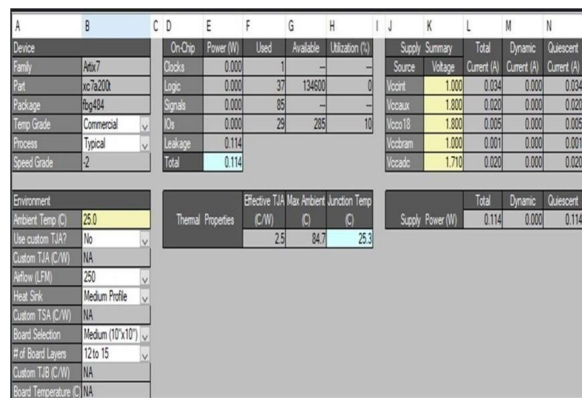 A B C D E F G H I J K L M N
Device
Family Artix7
Part xc7a200t
Package fbg484
Temp Grade Commercial
Process Typical
Speed Grade -2
Environment
Ambient Temp (C) 25.0
Use custom TJA? No
Custom TJA (C/W) NA
Airflow (LFM) 250
Heat Sink Medium Profile
Custom TSA (C/W) NA
Board Selection Medium (10"x10")
# of Board Layers 12 to 15
Custom TJB (C/W) NA
Board Temperature (C) NA
On-Chip Power (W) Used Available Utilization (%)
Clocks 0.000 1 --- ---
Logic 0.000 37 134600 0
Signals 0.000 85 --- ---
IOs 0.000 29 285 10
Leakage 0.114
Total 0.114
Effective TJA Max Ambient Junction Temp
Thermal Properties (C/W) (C) (C)
2.5 84.7 25.3
Supply Summary Total Dynamic Quiescent
Source Voltage Current (A) Current (A) Current (A)
Vccint 1.000 0.034 0.000 0.034
Vccaux 1.800 0.020 0.000 0.020
Vcco18 1.800 0.005 0.000 0.005
Vccbram 1.000 0.001 0.000 0.001
Vccadc 1.710 0.020 0.000 0.020
Total Dynamic Quiescent
Supply Power (W) 0.114 0.000 0.114